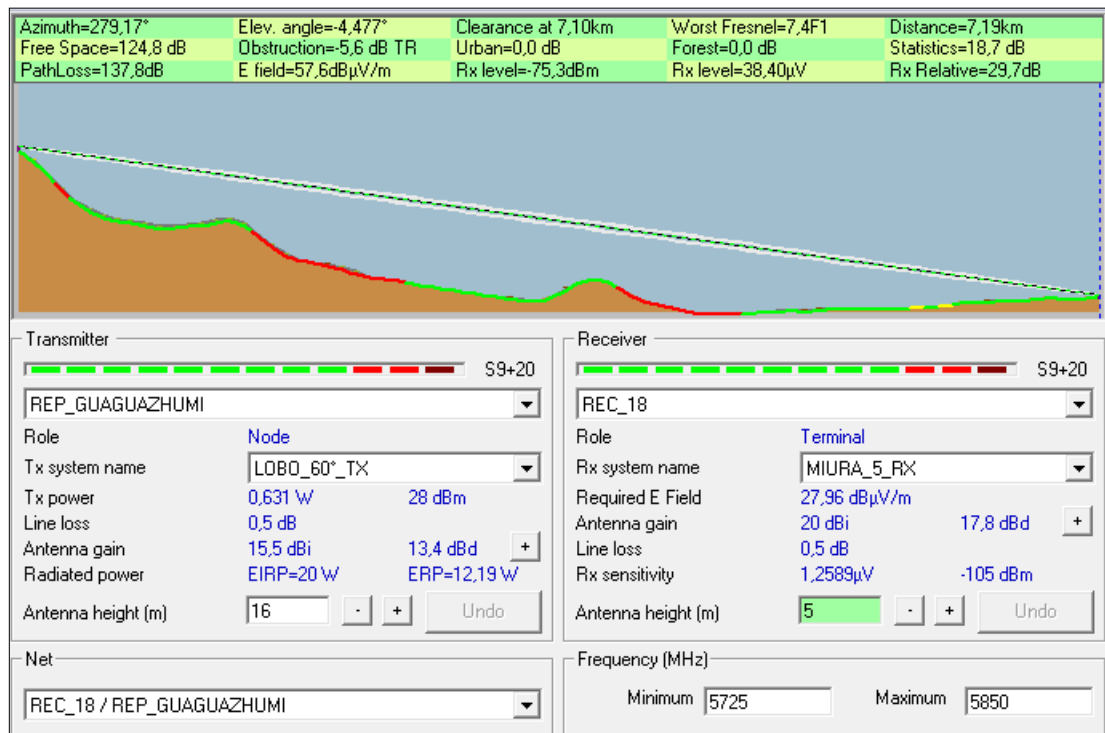 Azimuth=279,17° Elev. angle=-4,477° Clearance at 7,10km Worst Fresnel=7,4F1 Distance=7,19km
Free Space=124,8 dB Obstruction=-5,6 dB TR Urban=0,0 dB Forest=0,0 dB Statistics=18,7 dB
PathLoss=137,8dB E field=57,6dBµV/m Rx level=-75,3dBm Rx level=38,40µV Rx Relative=29,7dB
Transmitter
S9+20
REP_GUAGUAZHUMI
Role Node
Tx system name LOBO_60°_TX
Tx power 0,631 W 28 dBm
Line loss 0,5 dB
Antenna gain 15,5 dBi 13,4 dBd +
Radiated power EIRP=20 W ERP=12,19 W
Antenna height (m) 16 - + Undo
Net
REC_18 / REP_GUAGUAZHUMI
Receiver
S9+20
REC_18
Role Terminal
Rx system name MIURA_5_RX
Required E Field 27,96 dBµV/m
Antenna gain 20 dBi 17,8 dBd +
Line loss 0,5 dB
Rx sensitivity 1,2589µV -105 dBm
Antenna height (m) 5 - + Undo
Frequency (MHz)
Minimum 5725 Maximum 5850